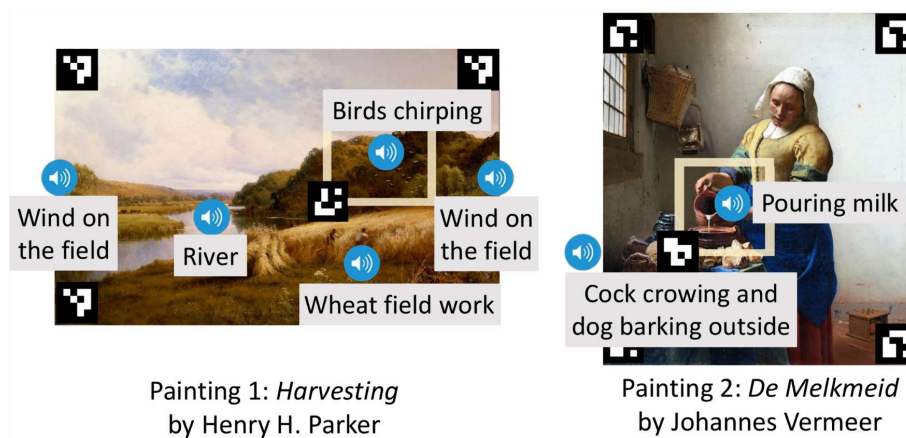 Birds chirping
Wind on
the field
River
Wind on
the field
Wheat field work
Painting 1: Harvesting
by Henry H. Parker
Pouring milk
Cock crowing and
dog barking outside
Painting 2: De Melkmeid
by Johannes Vermeer